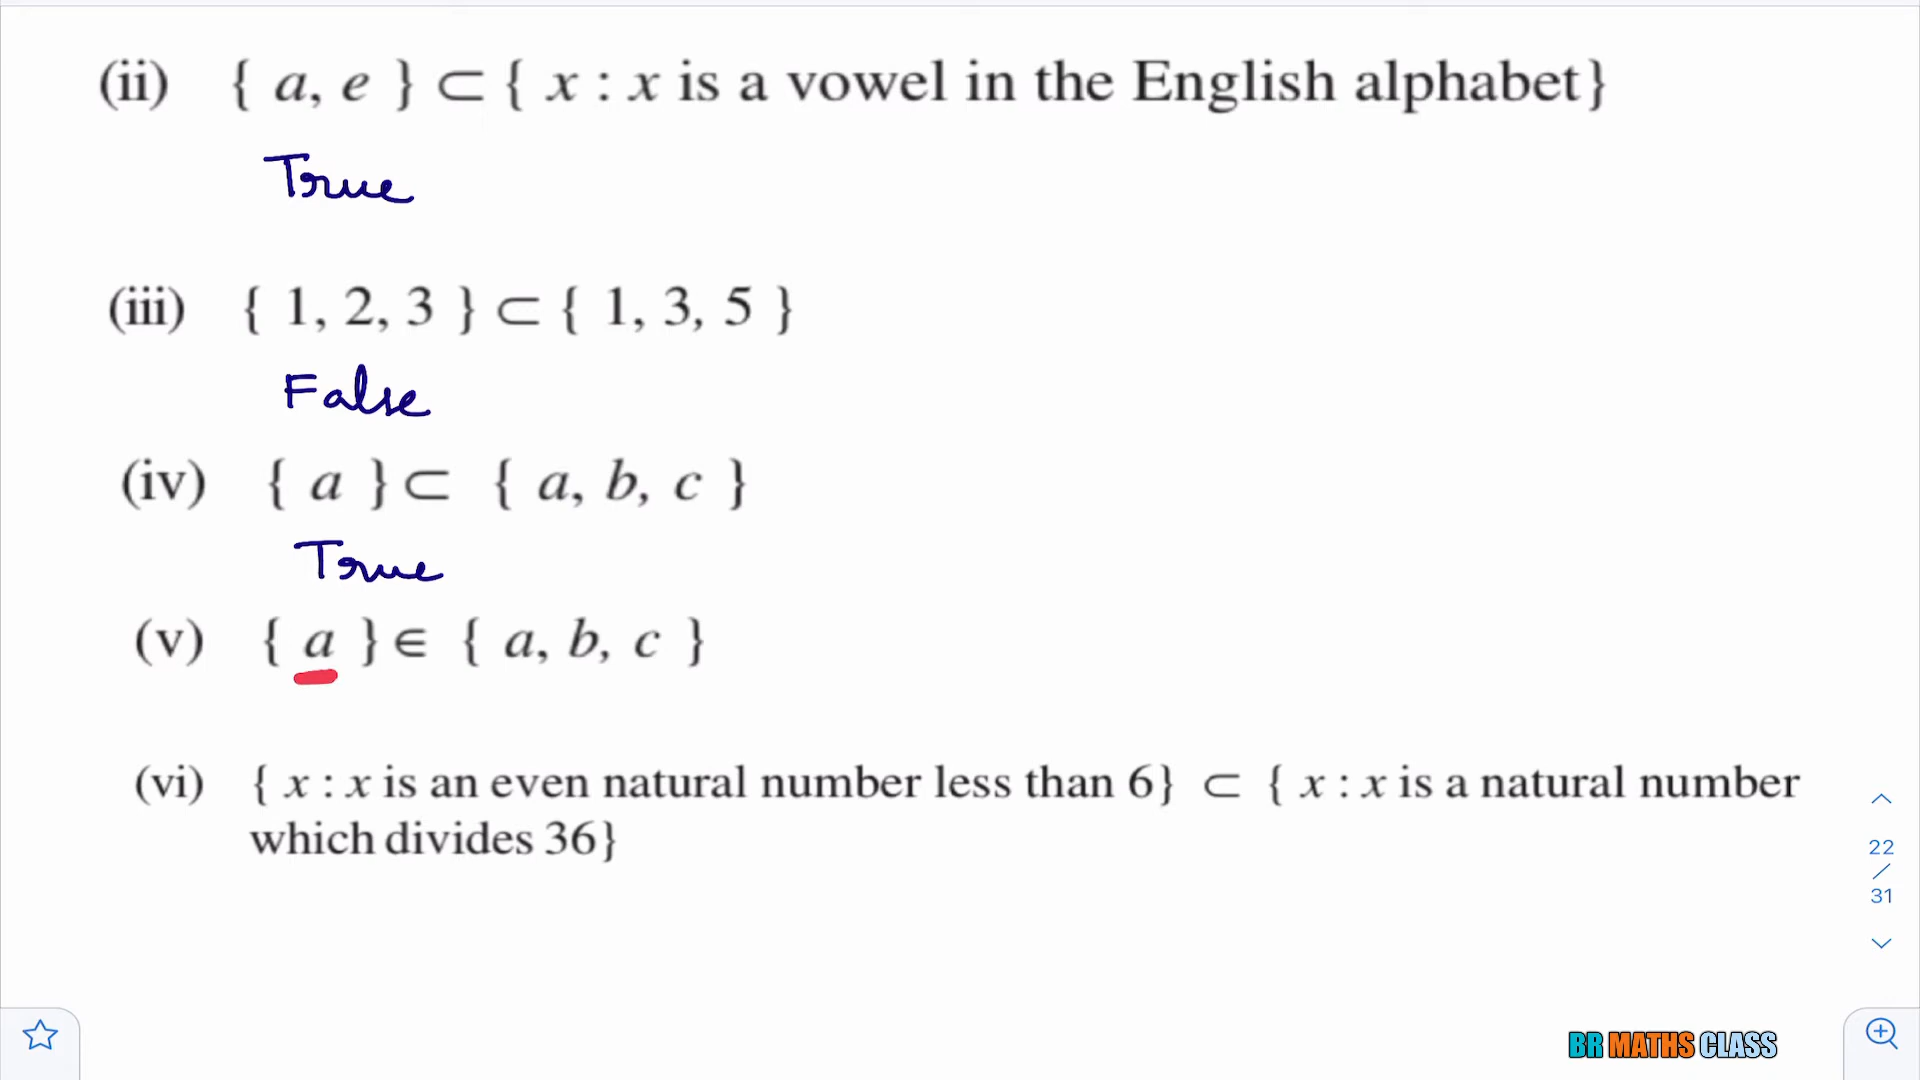 (ii) { a, e } ⊂ { x : x is a vowel in the English alphabet}
True
(iii) { 1, 2, 3 } ⊂ { 1, 3, 5 }
False
(iv) { a } ⊂ { a, b, c }
True
(v) { a } ∈ { a, b, c }
(vi) { x : x is an even natural number less than 6} ⊂ { x : x is a natural number
which divides 36}
22
/
31
BR MATHS CLASS